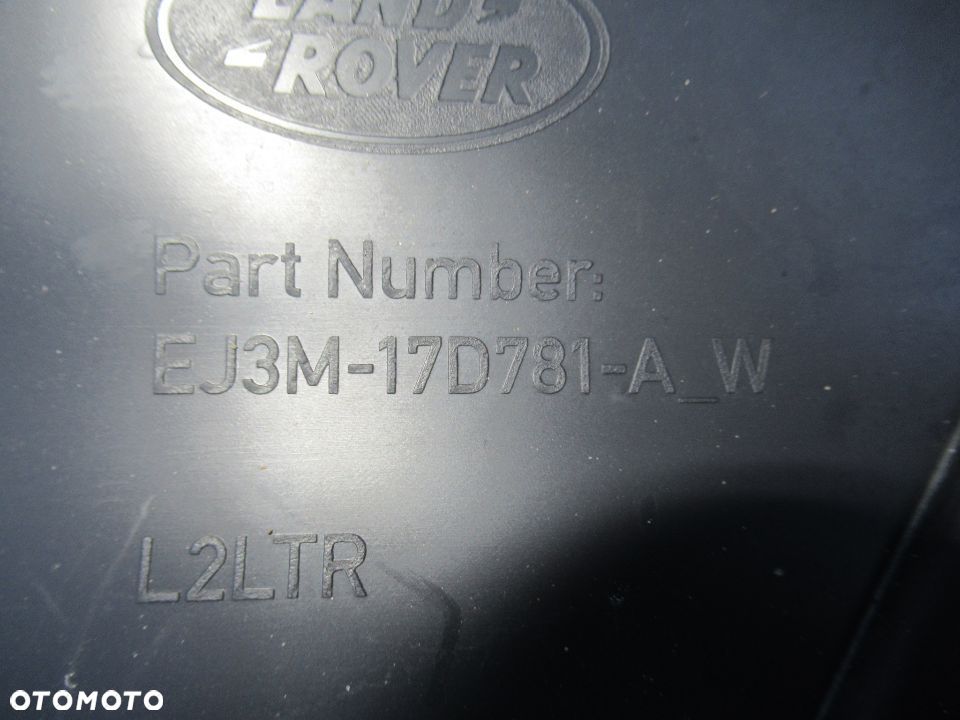 LAND
ROVER
Part Number:
EJ3M-17D781-A_W
L2LTR
OTOMOTO